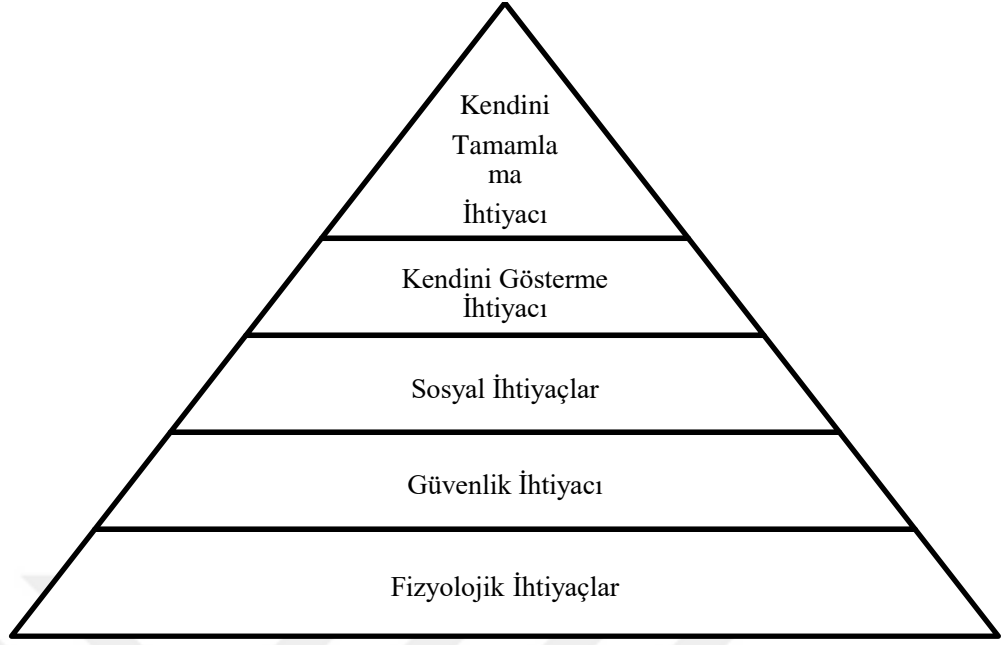 Kendini
Tamamla
ma
İhtiyacı
Kendini Gösterme
İhtiyacı
Sosyal İhtiyaçlar
Güvenlik İhtiyacı
Fizyolojik İhtiyaçlar